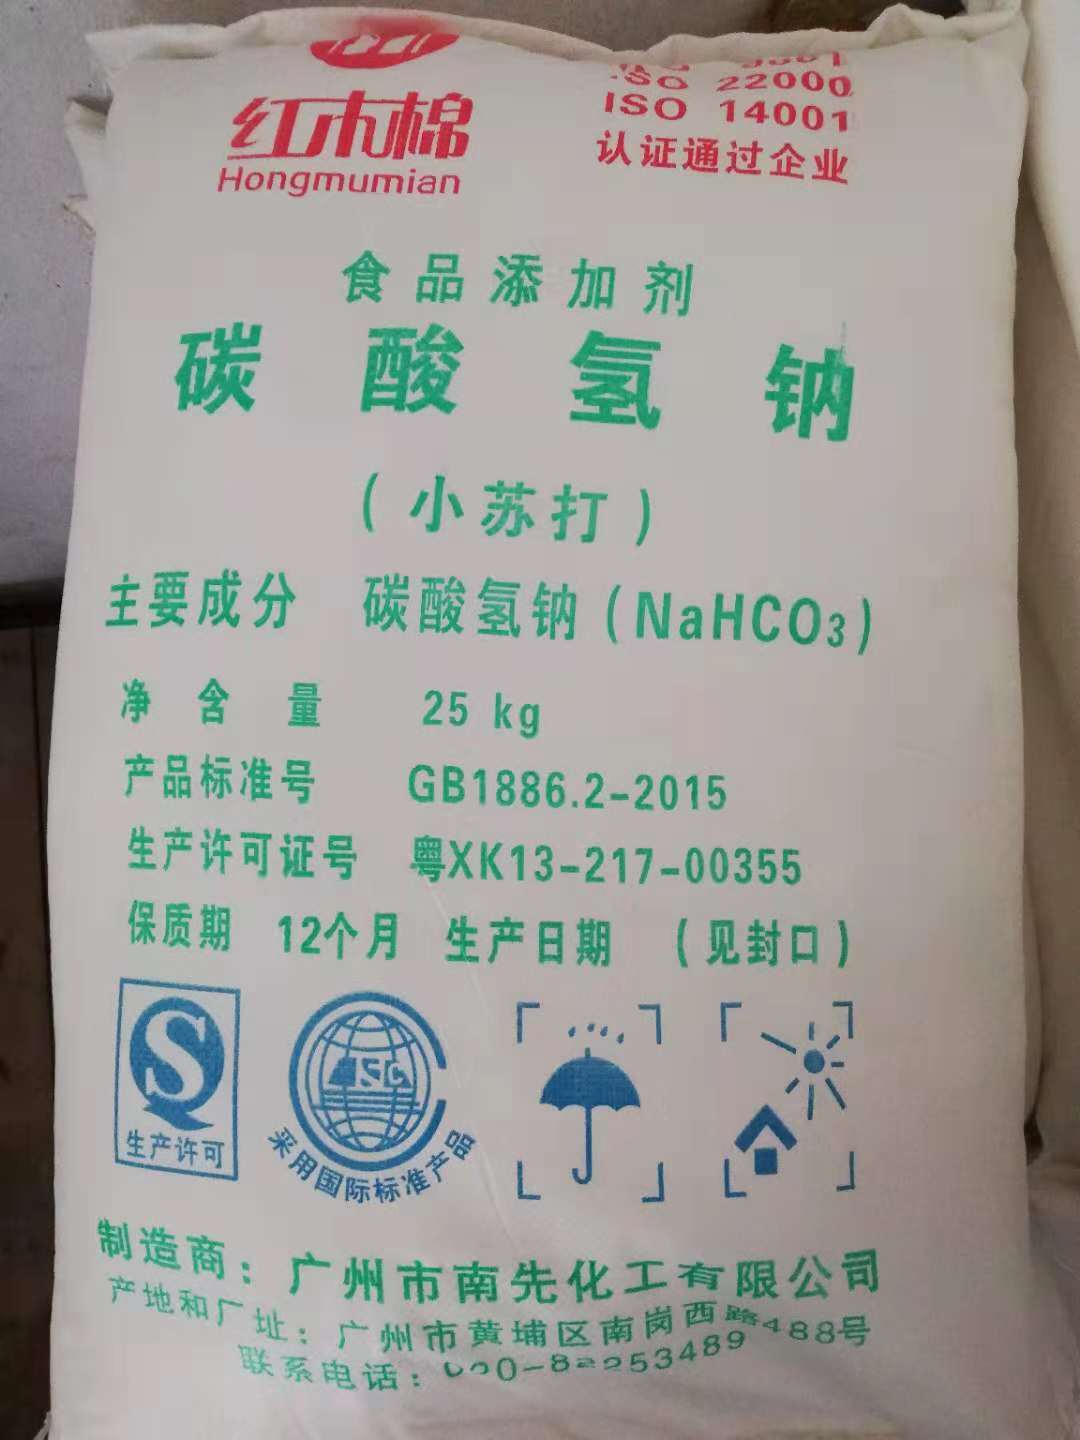 红木棉
Hongmumian
ISO 22000
ISO 14001
认证通过企业
食品添加剂
碳酸氢钠
(小苏打)
主要成分 碳酸氢钠(NaHCO3)
净含量 25 kg
产品标准号 GB1886.2-2015
生产许可证号 粤XK13-217-00355
保质期 12个月 生产日期 (见封口)
生产许可
采用国际标准产品
制造商：广州市南先化工有限公司
产地和厂址：广州市黄埔区南岗西路488号
联系电话：020-82253489